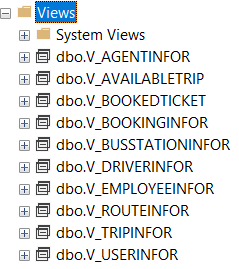 Views
System Views
dbo.V_AGENTINFOR
dbo.V_AVAILABLETRIP
dbo.V_BOOKEDTICKET
dbo.V_BOOKINGINFOR
dbo.V_BUSSTATIONINFOR
dbo.V_DRIVERINFOR
dbo.V_EMPLOYEEINFOR
dbo.V_ROUTEINFOR
dbo.V_TRIPINFOR
dbo.V_USERINFOR